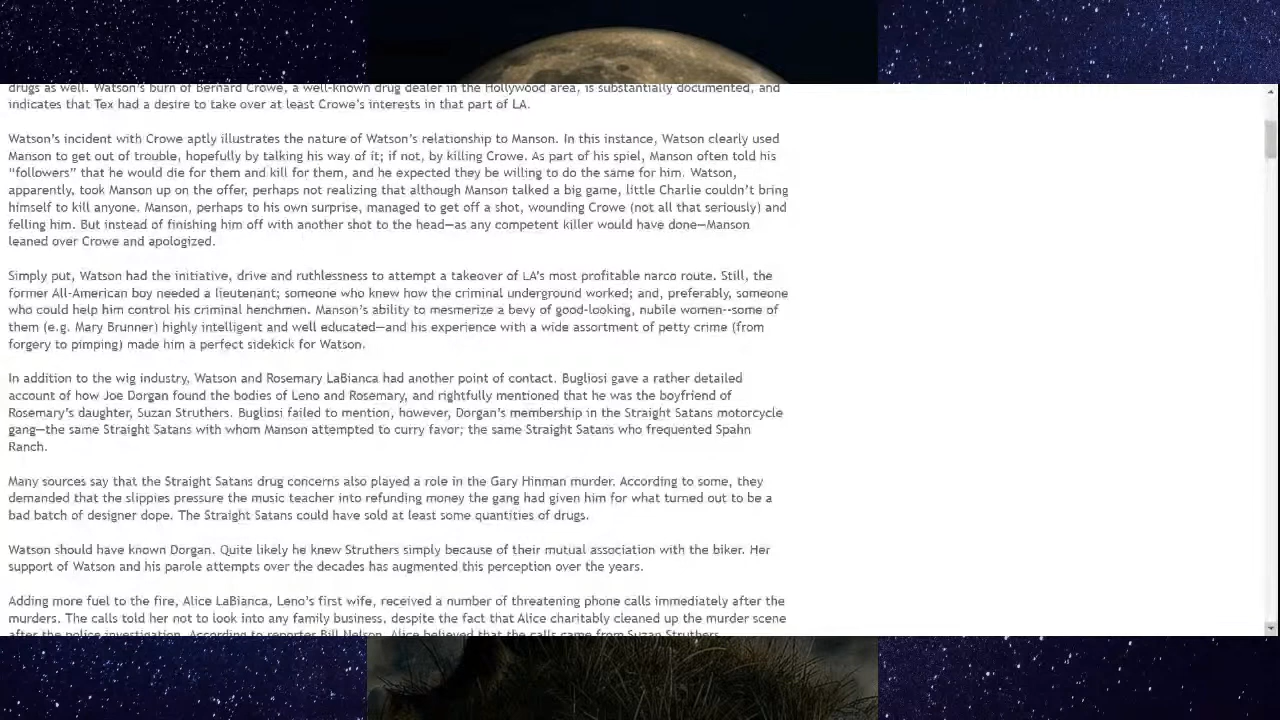 drugs as well. Watson's burn of Bernard Crowe, a well-known drug dealer in the Hollywood area, is substantially documented, and
indicates that Tex had a desire to take over at least Crowe's interests in that part of LA.
Watson's incident with Crowe aptly illustrates the nature of Watson's relationship to Manson. In this instance, Watson clearly used
Manson to get out of trouble, hopefully by talking his way of it; if not, by killing Crowe. As part of his spiel, Manson often told his
“followers” that he would die for them and kill for them, and he expected they be willing to do the same for him. Watson,
apparently, took Manson up on the offer, perhaps not realizing that although Manson talked a big game, little Charlie couldn't bring
himself to kill anyone. Manson, perhaps to his own surprise, managed to get off a shot, wounding Crowe (not all that seriously) and
felling him. But instead of finishing him off with another shot to the head—as any competent killer would have done—Manson
leaned over Crowe and apologized.
Simply put, Watson had the initiative, drive and ruthlessness to attempt a takeover of LA's most profitable narco route. Still, the
former All-American boy needed a lieutenant; someone who knew how the criminal underground worked; and, preferably, someone
who could help him control his criminal henchmen. Manson's ability to mesmerize a bevy of good-looking, nubile women--some of
them (e.g. Mary Brunner) highly intelligent and well educated—and his experience with a wide assortment of petty crime (from
forgery to pimping) made him a perfect sidekick for Watson.
In addition to the wig industry, Watson and Rosemary LaBianca had another point of contact. Bugliosi gave a rather detailed
account of how Joe Dorgan found the bodies of Leno and Rosemary, and rightfully mentioned that he was the boyfriend of
Rosemary's daughter, Suzan Struthers. Bugliosi failed to mention, however, Dorgan's membership in the Straight Satans motorcycle
gang—the same Straight Satans with whom Manson attempted to curry favor; the same Straight Satans who frequented Spahn
Ranch.
Many sources say that the Straight Satans drug concerns also played a role in the Gary Hinman murder. According to some, they
demanded that the slippies pressure the music teacher into refunding money the gang had given him for what turned out to be a
bad batch of designer dope. The Straight Satans could have sold at least some quantities of drugs.
Watson should have known Dorgan. Quite likely he knew Struthers simply because of their mutual association with the biker. Her
support of Watson and his parole attempts over the decades has augmented this perception over the years.
Adding more fuel to the fire, Alice LaBianca, Leno's first wife, received a number of threatening phone calls immediately after the
murders. The calls told her not to look into any family business, despite the fact that Alice charitably cleaned up the murder scene
after the police investigation. According to reporter Bill Nelson, Alice believed that the calls came from Suzan Struthers.